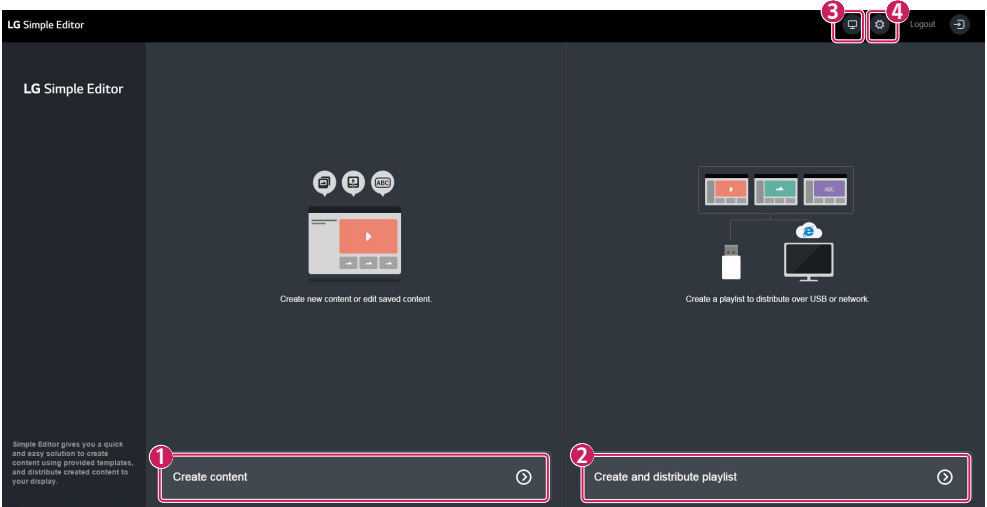 LG Simple Editor
3
4
Logout
LG Simple Editor
ABC
ABC
Create new content or edit saved content.
Create a playlist to distribute over USB or network.
Simple Editor gives you a quick
and easy solution to create
content using provided templates,
and distribute created content to
your display.
1
Create content
2
Create and distribute playlist